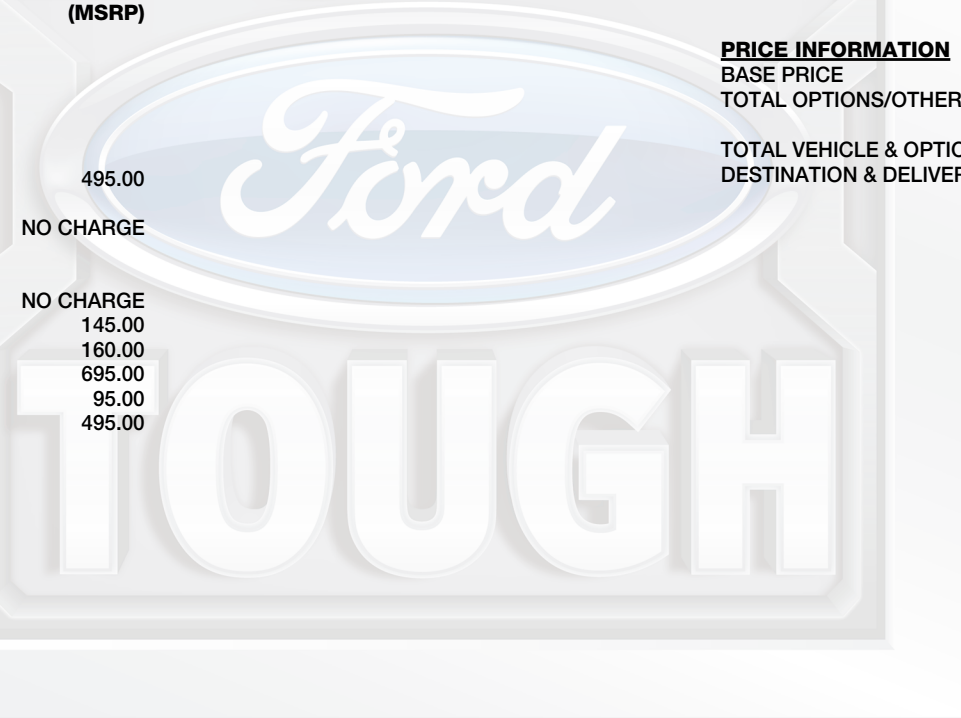 (MSRP)
495.00
NO CHARGE
NO CHARGE
145.00
160.00
695.00
95.00
495.00
PRICE INFORMATION
BASE PRICE
TOTAL OPTIONS/OTHER
TOTAL VEHICLE & OPTIO
DESTINATION & DELIVER
Ford
TOUGH